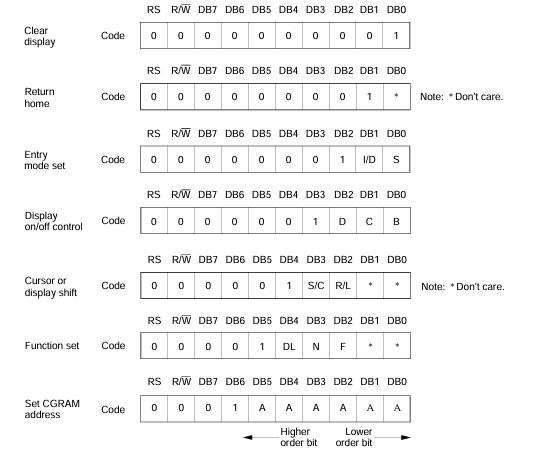 RS R/W̅ DB7 DB6 DB5 DB4 DB3 DB2 DB1 DB0
Clear
display
Code 0 0 0 0 0 0 0 0 0 1
RS R/W̅ DB7 DB6 DB5 DB4 DB3 DB2 DB1 DB0
Return
home
Code 0 0 0 0 0 0 0 0 1 * Note: * Don't care.
RS R/W̅ DB7 DB6 DB5 DB4 DB3 DB2 DB1 DB0
Entry
mode set
Code 0 0 0 0 0 0 0 1 I/D S
RS R/W̅ DB7 DB6 DB5 DB4 DB3 DB2 DB1 DB0
Display
on/off control
Code 0 0 0 0 0 0 1 D C B
RS R/W̅ DB7 DB6 DB5 DB4 DB3 DB2 DB1 DB0
Cursor or
display shift
Code 0 0 0 0 0 1 S/C R/L * * Note: * Don't care.
RS R/W̅ DB7 DB6 DB5 DB4 DB3 DB2 DB1 DB0
Function set Code 0 0 0 0 1 DL N F * *
RS R/W̅ DB7 DB6 DB5 DB4 DB3 DB2 DB1 DB0
Set CGRAM
address
Code 0 0 0 1 A A A A A A
Higher
order bit
Lower
order bit